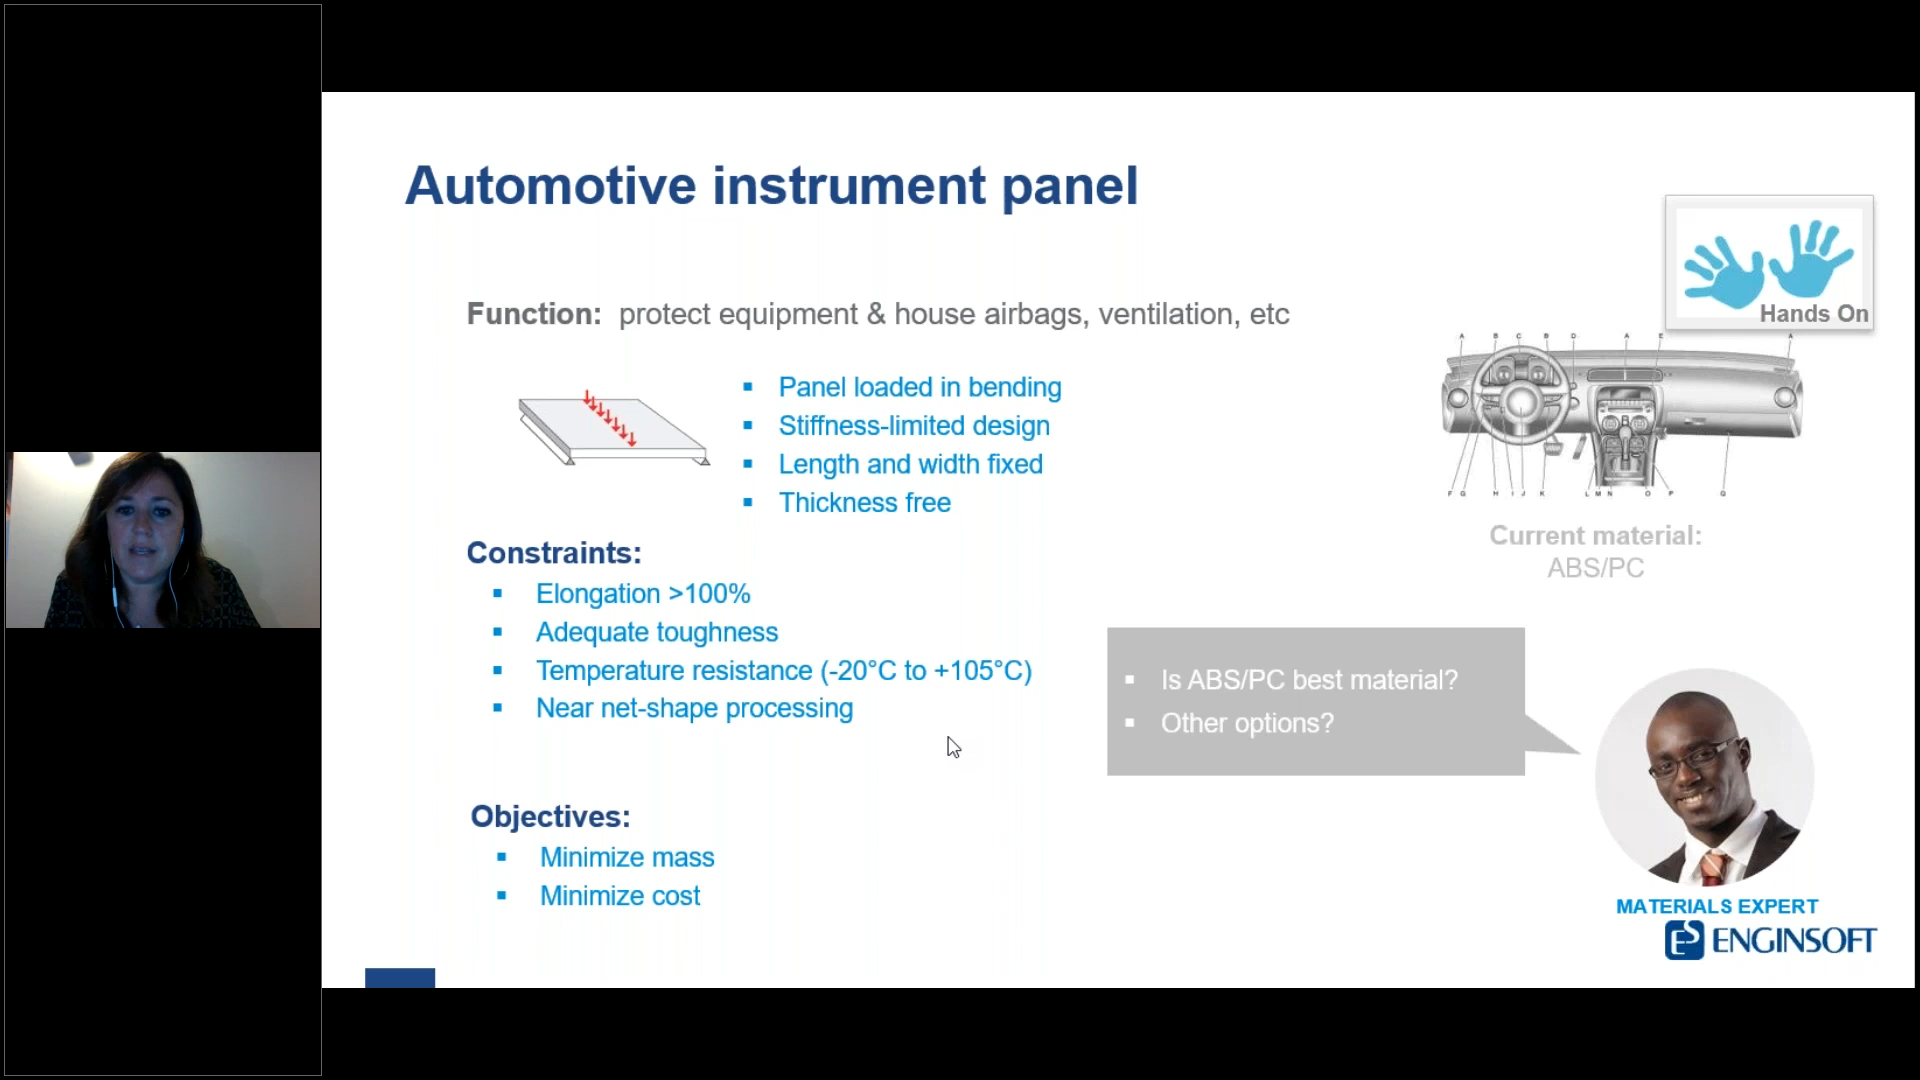 Automotive instrument panel
Hands On
Function: protect equipment & house airbags, ventilation, etc
A B C B D A E A
▪ Panel loaded in bending
▪ Stiffness-limited design
▪ Length and width fixed
▪ Thickness free
F G H I J K L M N O P Q
Current material:
ABS/PC
Constraints:
▪ Elongation >100%
▪ Adequate toughness
▪ Temperature resistance (-20°C to +105°C)
▪ Near net-shape processing
▪ Is ABS/PC best material?
▪ Other options?
Objectives:
▪ Minimize mass
▪ Minimize cost
MATERIALS EXPERT
ES ENGINSOFT